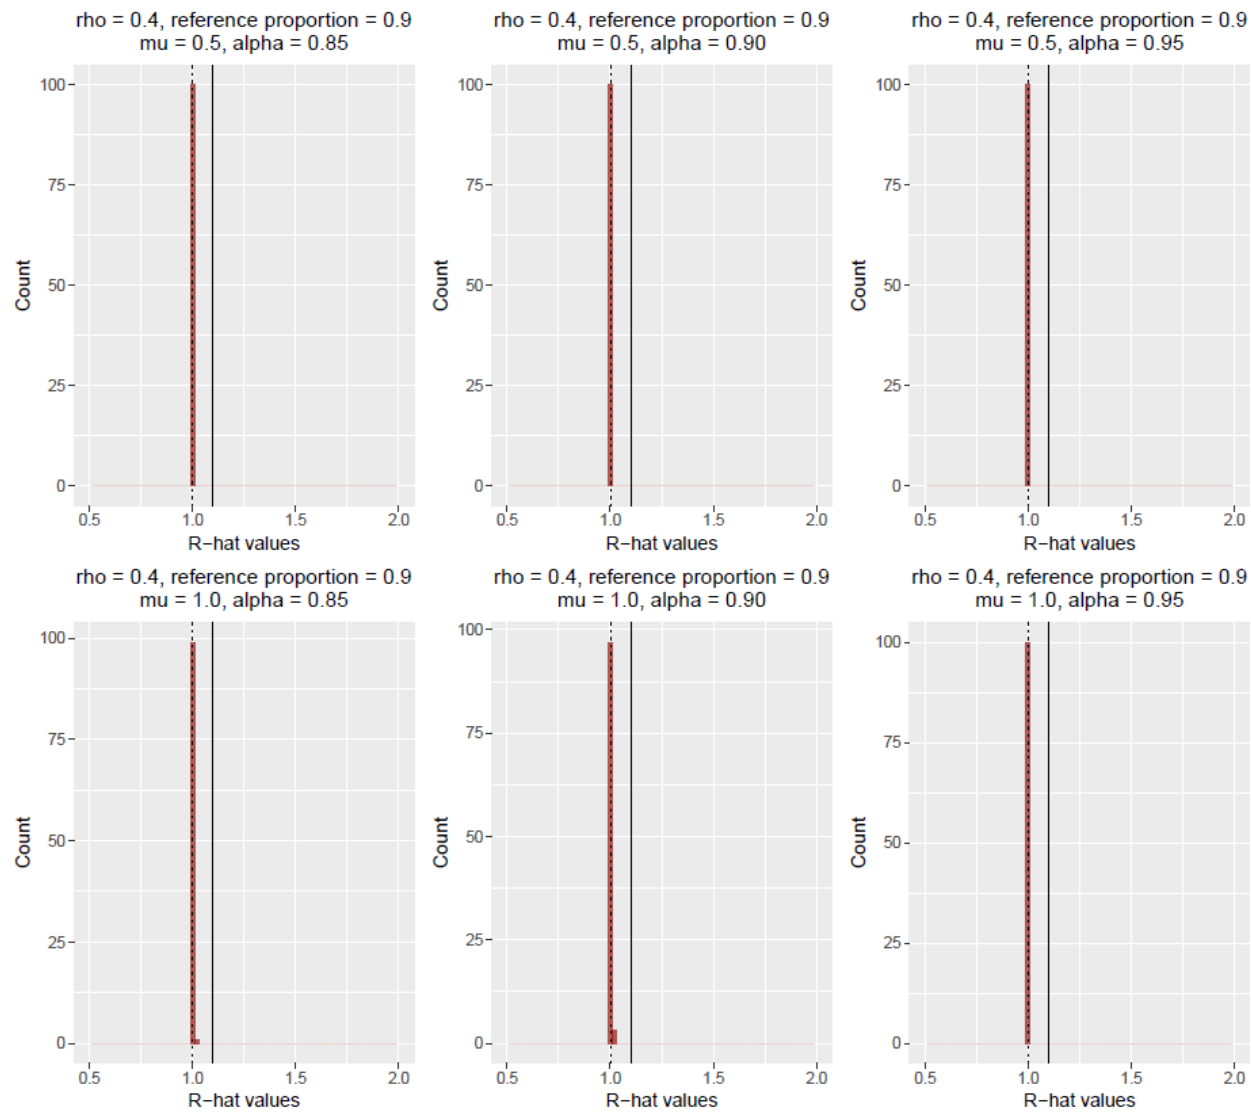 rho = 0.4, reference proportion = 0.9
mu = 0.5, alpha = 0.85
100
75
50
25
0
Count
0.5 1.0 1.5 2.0
R-hat values
rho = 0.4, reference proportion = 0.9
mu = 0.5, alpha = 0.90
100
75
50
25
0
Count
0.5 1.0 1.5 2.0
R-hat values
rho = 0.4, reference proportion = 0.9
mu = 0.5, alpha = 0.95
100
75
50
25
0
Count
0.5 1.0 1.5 2.0
R-hat values
rho = 0.4, reference proportion = 0.9
mu = 1.0, alpha = 0.85
100
75
50
25
0
Count
0.5 1.0 1.5 2.0
R-hat values
rho = 0.4, reference proportion = 0.9
mu = 1.0, alpha = 0.90
100
75
50
25
0
Count
0.5 1.0 1.5 2.0
R-hat values
rho = 0.4, reference proportion = 0.9
mu = 1.0, alpha = 0.95
100
75
50
25
0
Count
0.5 1.0 1.5 2.0
R-hat values